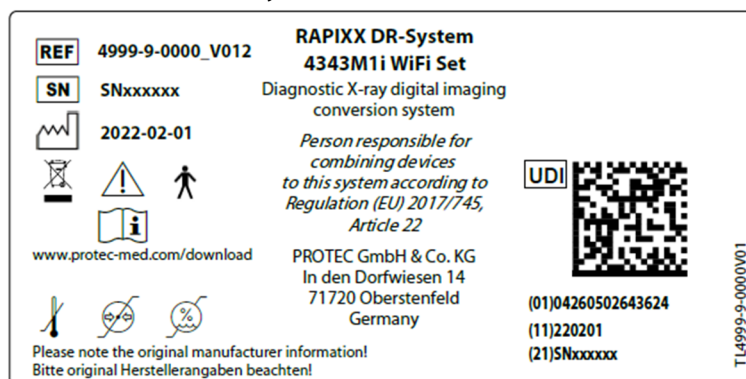 REF 4999-9-0000_V012
SN SNxxxxxx
2022-02-01
www.protec-med.com/download
Please note the original manufacturer information!
Bitte original Herstellerangaben beachten!
RAPIXX DR-System
4343M1i WiFi Set
Diagnostic X-ray digital imaging
conversion system
Person responsible for
combining devices
to this system according to
Regulation (EU) 2017/745,
Article 22
PROTEC GmbH & Co. KG
In den Dorfwiesen 14
71720 Oberstenfeld
Germany
UDI
(01)04260502643624
(11)220201
(21)SNxxxxxx
TL4999-9-0000V01